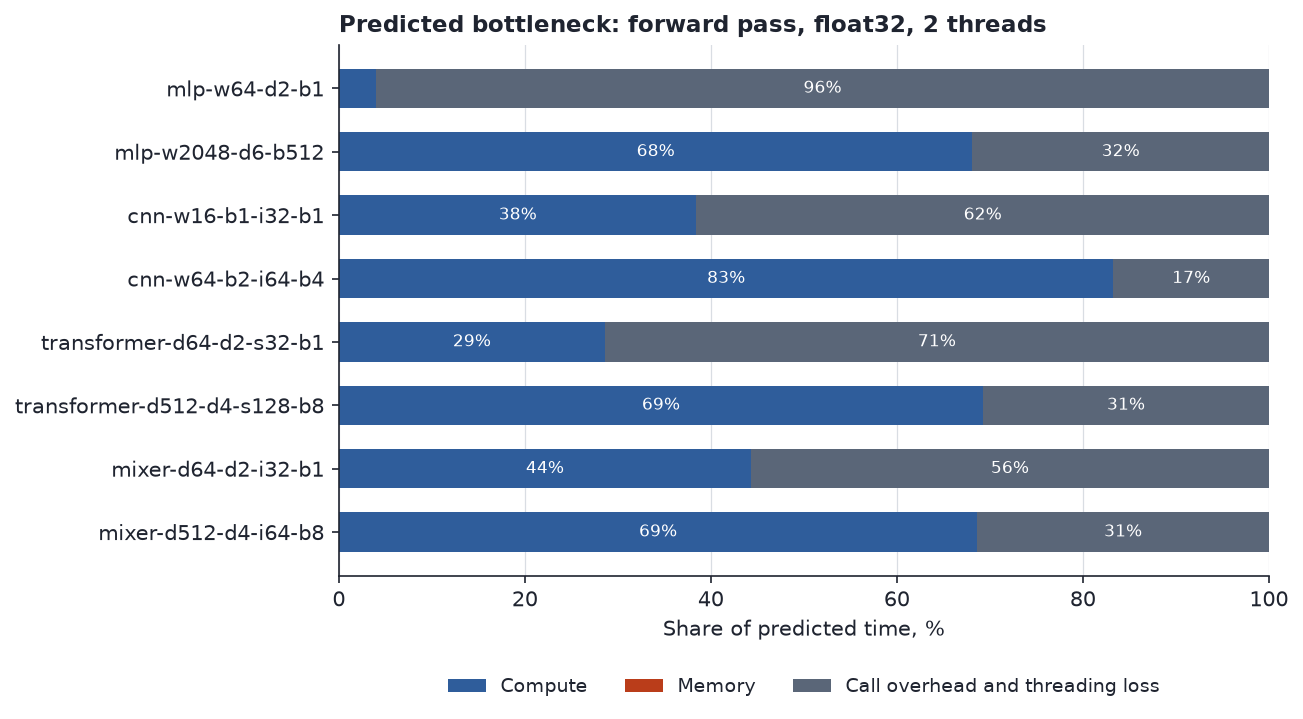 Predicted bottleneck: forward pass, float32, 2 threads
mlp-w64-d2-b1
96%
mlp-w2048-d6-b512
68%
32%
cnn-w16-b1-i32-b1
38%
62%
cnn-w64-b2-i64-b4
83%
17%
transformer-d64-d2-s32-b1
29%
71%
transformer-d512-d4-s128-b8
69%
31%
mixer-d64-d2-i32-b1
44%
56%
mixer-d512-d4-i64-b8
69%
31%
0 20 40 60 80 100
Share of predicted time, %
Compute
Memory
Call overhead and threading loss